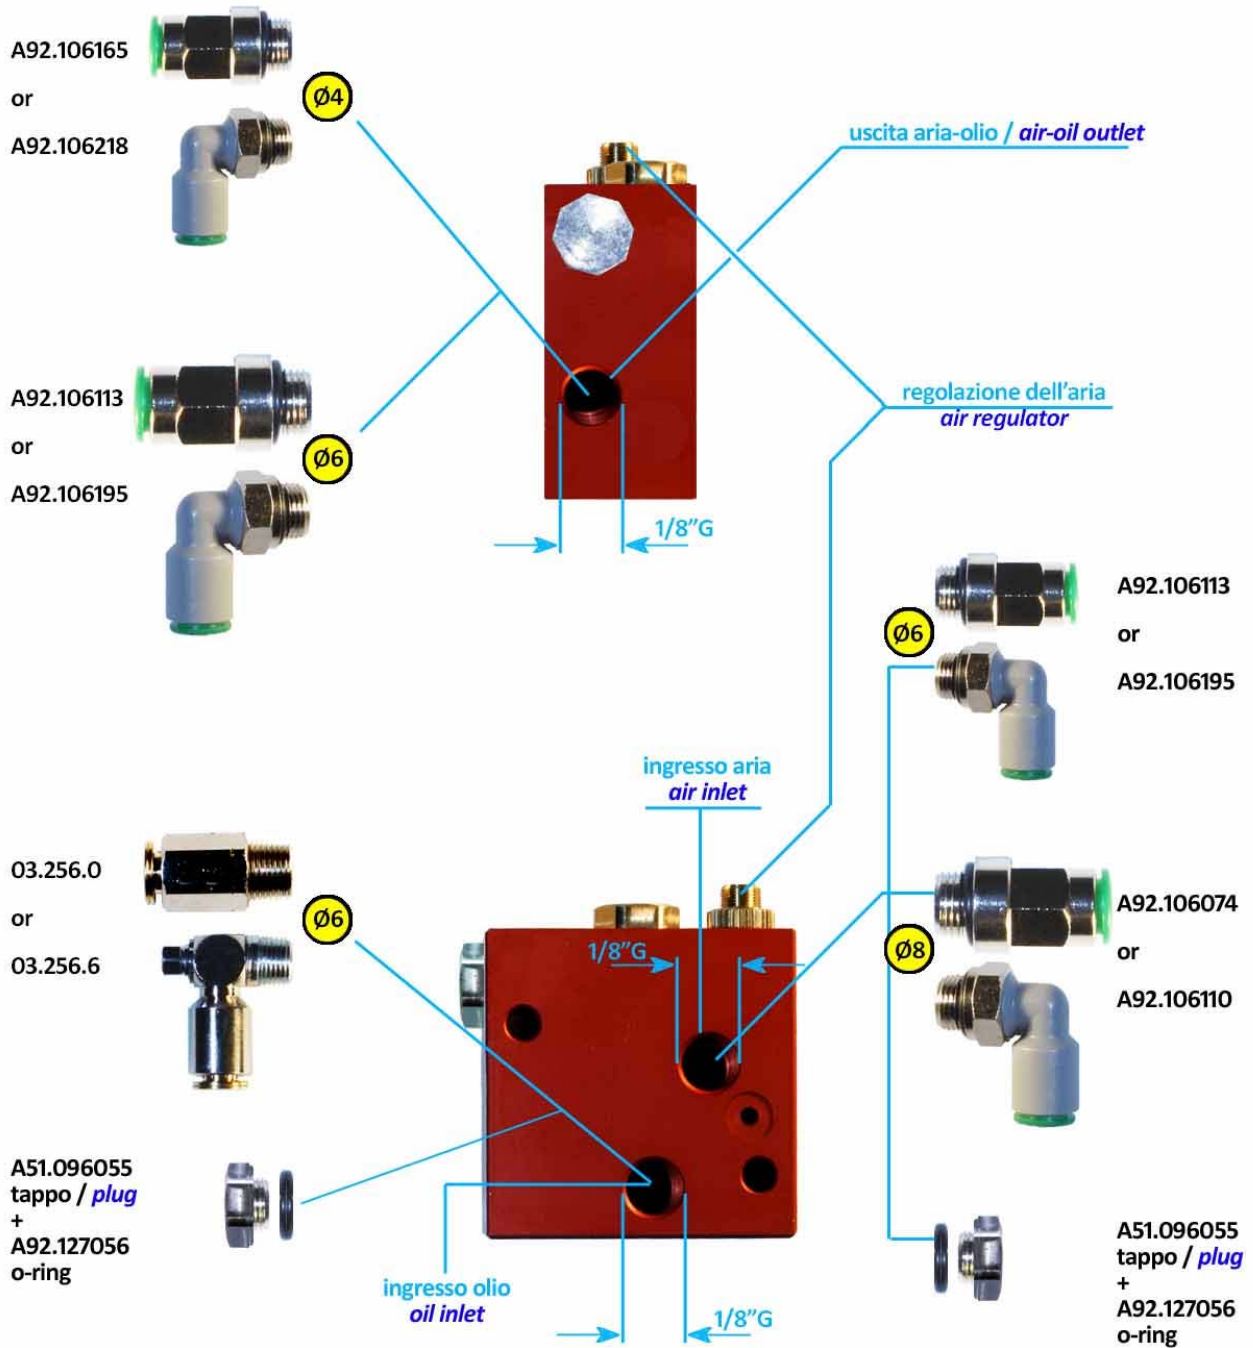 A92.106165
or
A92.106218
Ø4
uscita aria-olio / air-oil outlet
A92.106113
or
A92.106195
Ø6
regolazione dell'aria
air regulator
1/8"G
A92.106113
or
A92.106195
Ø6
ingresso aria
air inlet
03.256.0
or
03.256.6
Ø6
1/8"G
A92.106074
or
A92.106110
Ø8
A51.096055
tappo / plug
+
A92.127056
o-ring
ingresso olio
oil inlet
1/8"G
A51.096055
tappo / plug
+
A92.127056
o-ring